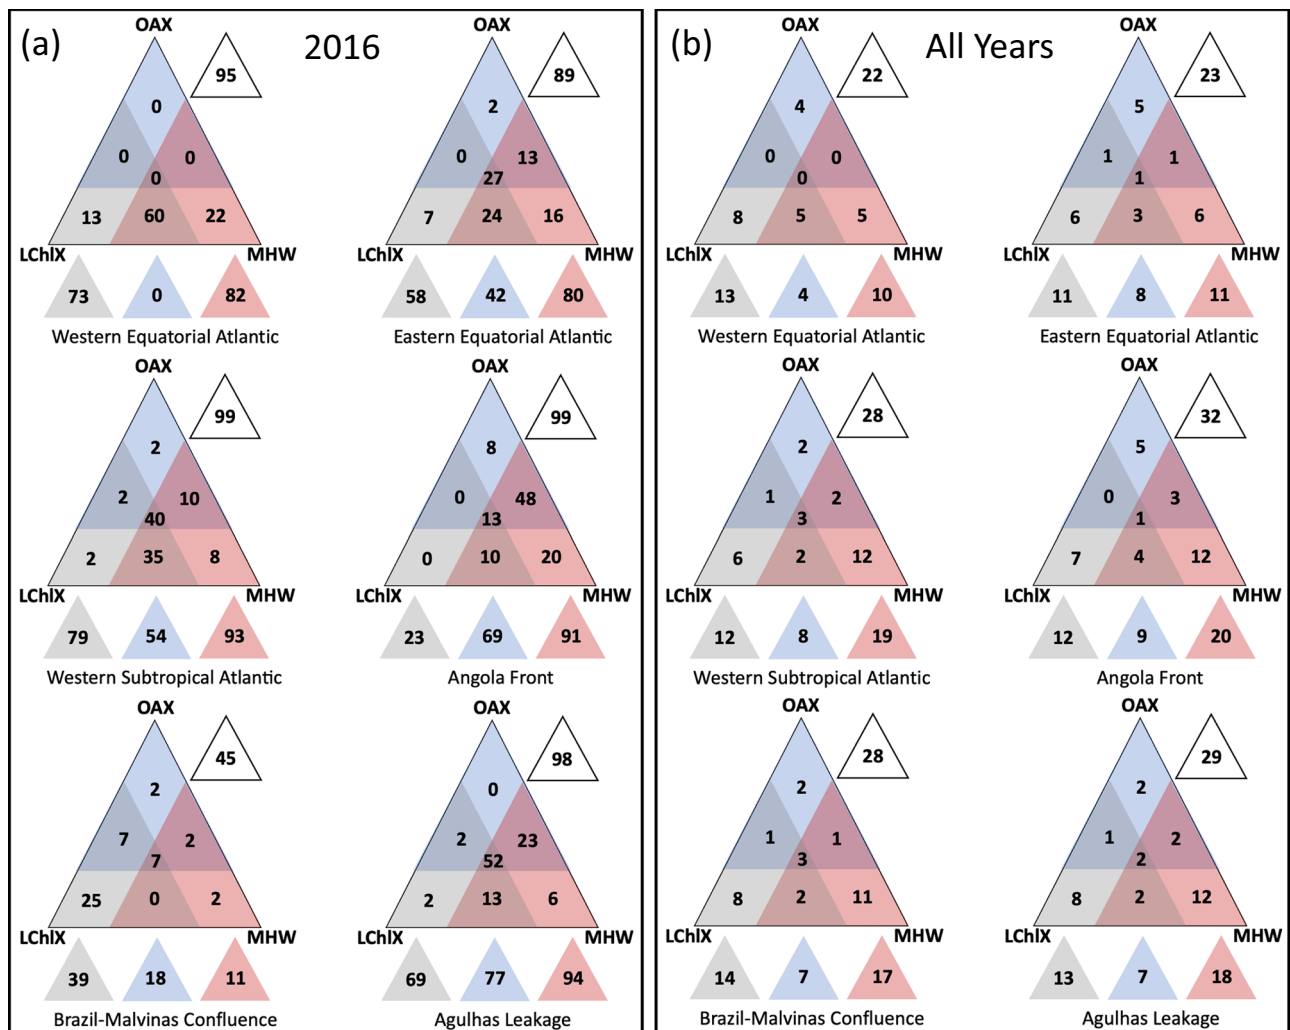 (a) 2016
OAX
95
0
0 0
0
13 60 22
LChlX MHW
73 0 82
Western Equatorial Atlantic
OAX
89
2
0 13
27
7 24 16
MHW
58 42 80
Eastern Equatorial Atlantic
OAX
99
2
2 10
40
2 35 8
LChlX MHW
79 54 93
Western Subtropical Atlantic
OAX
99
8
0 48
13
0 10 20
LChlX MHW
23 69 91
Angola Front
OAX
45
2
7 2
7
25 0 2
LChlX MHW
39 18 11
Brazil-Malvinas Confluence
OAX
98
0
2 23
52
2 13 6
LChlX MHW
69 77 94
Agulhas Leakage
(b) All Years
OAX
22
4
0 0
0
8 5 5
LChlX MHW
13 4 10
Western Equatorial Atlantic
OAX
23
5
1 1
1
6 3 6
LChlX MHW
11 8 11
Eastern Equatorial Atlantic
OAX
28
2
1 2
3
6 2 12
LChlX MHW
12 8 19
Western Subtropical Atlantic
OAX
32
5
0 3
1
7 4 12
LChlX MHW
12 9 20
Angola Front
OAX
28
2
1 1
3
8 2 11
LChlX MHW
14 7 17
Brazil-Malvinas Confluence
OAX
29
2
1 2
2
8 2 12
LChlX MHW
13 7 18
Agulhas Leakage